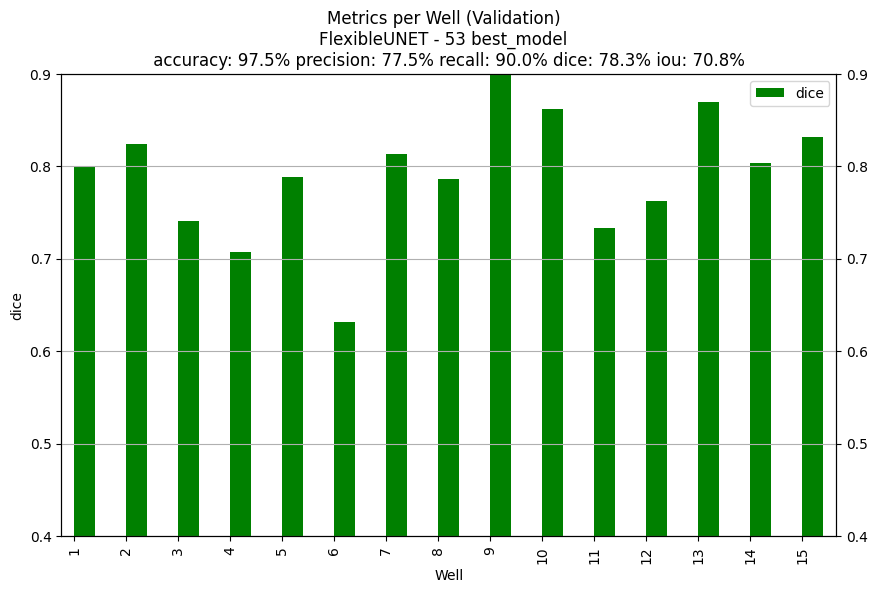 Metrics per Well (Validation)
FlexibleUNET - 53 best_model
accuracy: 97.5% precision: 77.5% recall: 90.0% dice: 78.3% iou: 70.8%
dice
0.9
0.8
0.7
0.6
0.5
0.4
0.9
0.8
0.7
0.6
0.5
0.4
dice
1 2 3 4 5 6 7 8 9 10 11 12 13 14 15
Well